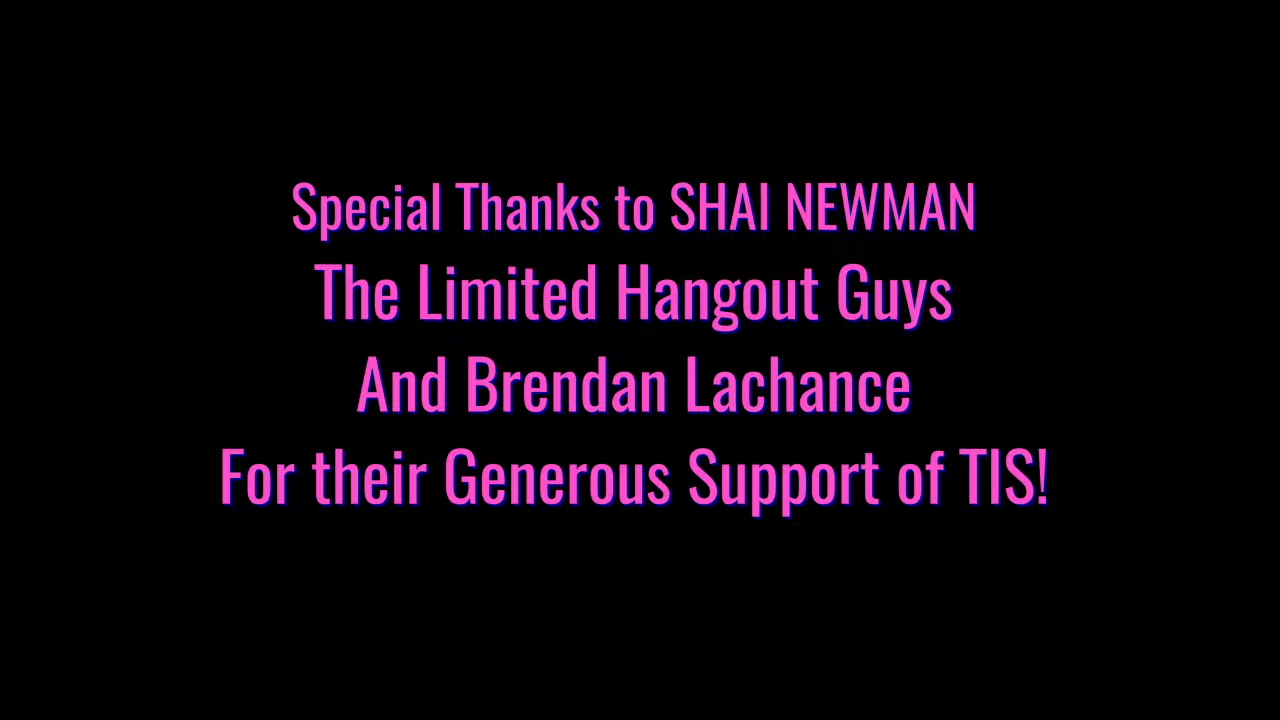 Special Thanks to SHAI NEWMAN
The Limited Hangout Guys
And Brendan Lachance
For their Generous Support of TIS!